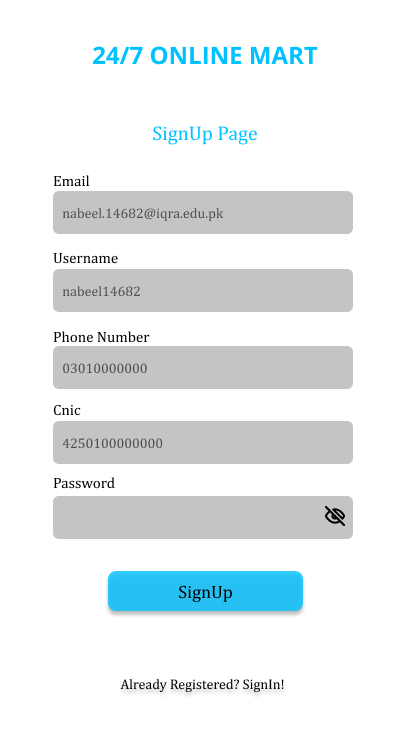 24/7 ONLINE MART
SignUp Page
Email
nabeel.14682@iqra.edu.pk
Username
nabeel14682
Phone Number
03010000000
Cnic
4250100000000
Password
SignUp
Already Registered? SignIn!